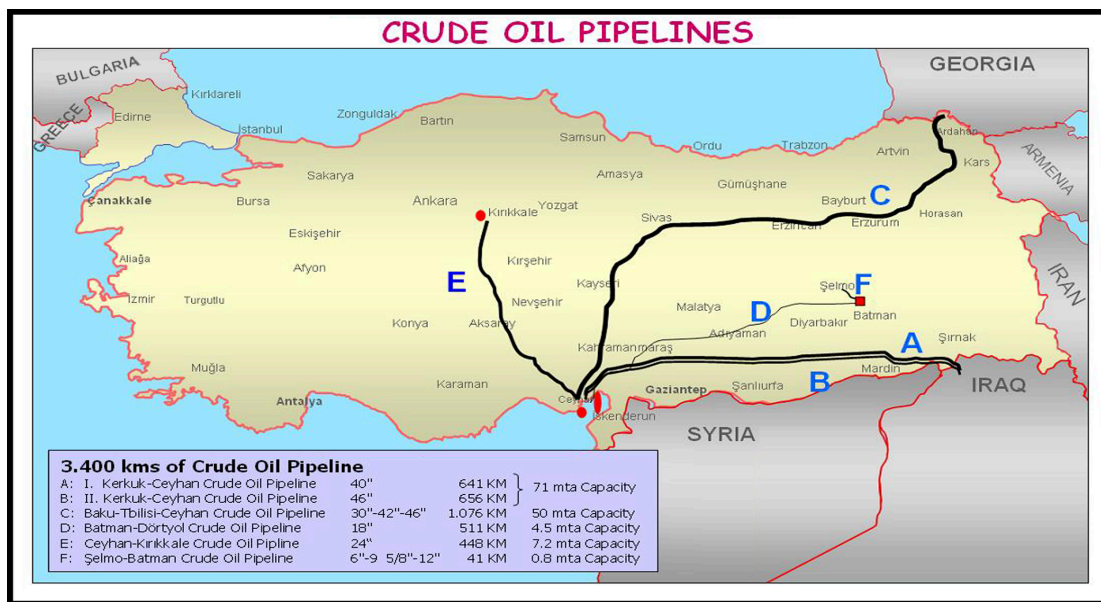 CRUDE OIL PIPELINES
BULGARIA
GEORGIA
Kırklareli
Edirne
GREECE
İstanbul
Zonguldak
Bartın
Samsun
Ordu
Trabzon
Artvin
Ardahan
Kars
ARMENIA
Sakarya
Amasya
Gümüşhane
Çanakkale
Bursa
Ankara
Kırıkkale
Yozgat
Sivas
Bayburt
C
Erzincan
Erzurum
Horasan
Eskişehir
Aliağa
Afyon
Kırşehir
E
Kayseri
Şelmo
F
IRAN
İzmir
Turgutlu
Nevşehir
Malatya
D
Batman
Konya
Aksaray
Adıyaman
Diyarbakır
Kahramanmaraş
A
Şırnak
Muğla
Karaman
Gaziantep
Şanlıurfa
B
Mardin
IRAQ
Antalya
Ceyhan
İskenderun
SYRIA
3.400 kms of Crude Oil Pipeline
A: I. Kerkuk-Ceyhan Crude Oil Pipeline 40" 641 KM
71 mta Capacity
B: II. Kerkuk-Ceyhan Crude Oil Pipeline 46" 656 KM
C: Baku-Tbilisi-Ceyhan Crude Oil Pipeline 30"-42"-46" 1.076 KM 50 mta Capacity
D: Batman-Dörtyol Crude Oil Pipeline 18" 511 KM 4.5 mta Capacity
E: Ceyhan-Kırıkkale Crude Oil Pipeline 24" 448 KM 7.2 mta Capacity
F: Şelmo-Batman Crude Oil Pipline 6"-9 5/8"-12" 41 KM 0.8 mta Capacity